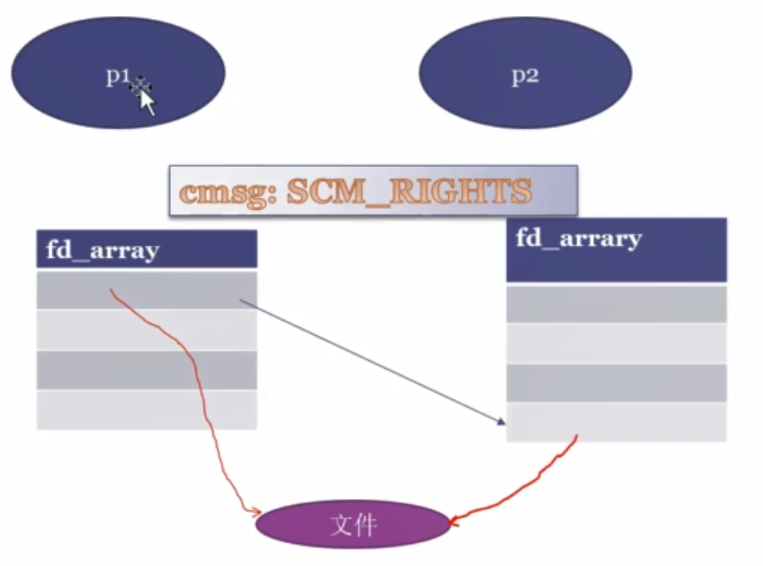 p1
p2
cmsg: SCM_RIGHTS
fd_array
fd_arrary
文件